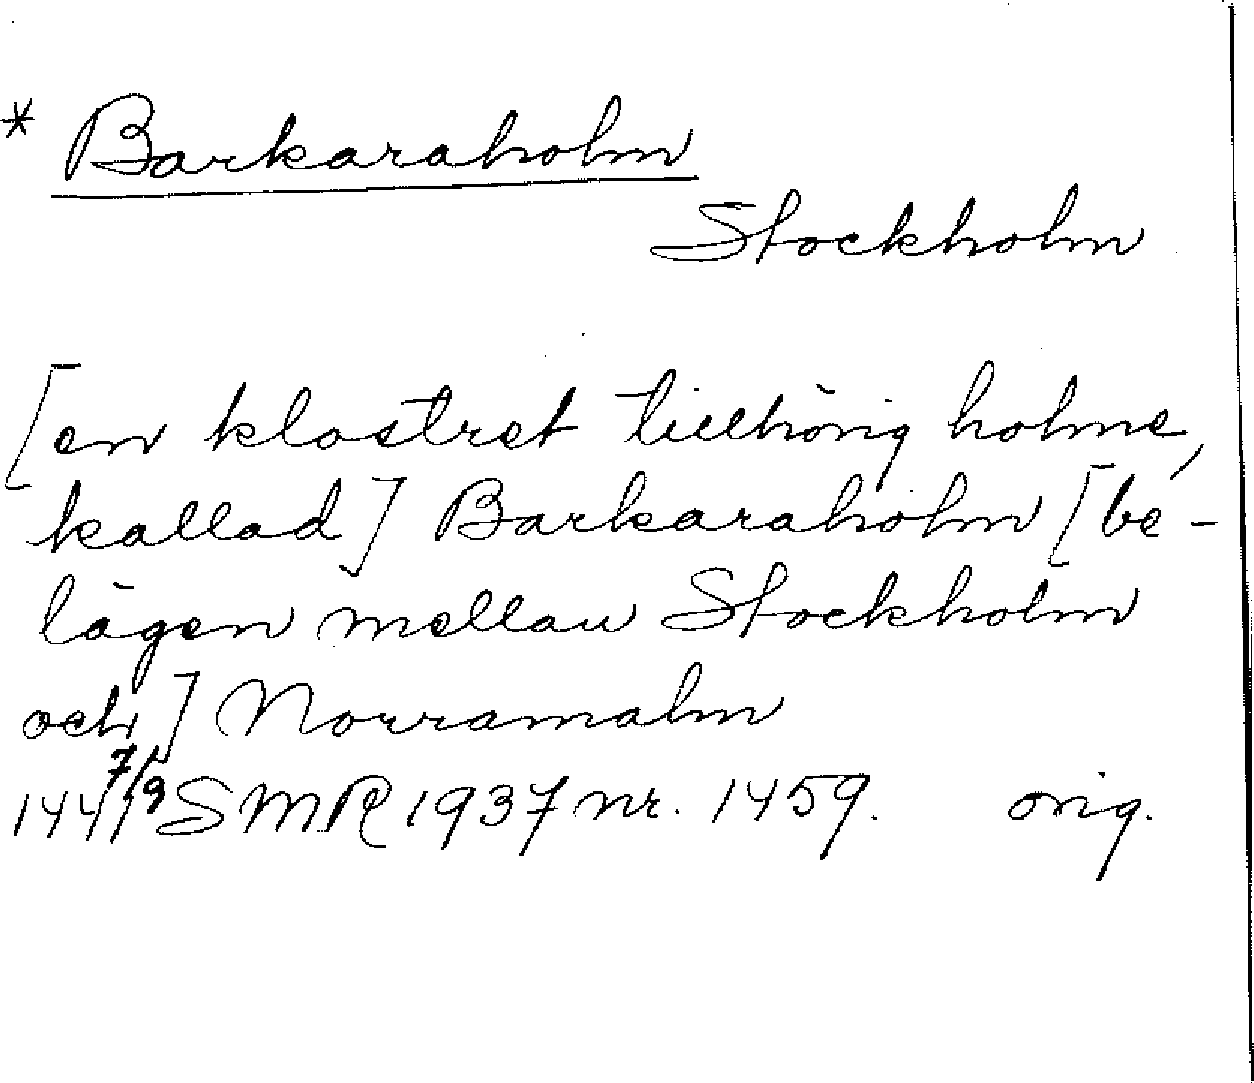 * Barkaraholm
Stockholm
[en klostret tillhörig holme,
kallad] Barkaraholm [be-
lägen mellan Stockholm
och] Norramalm
1447 7/9 SMR 1937 nr. 1459. orig.